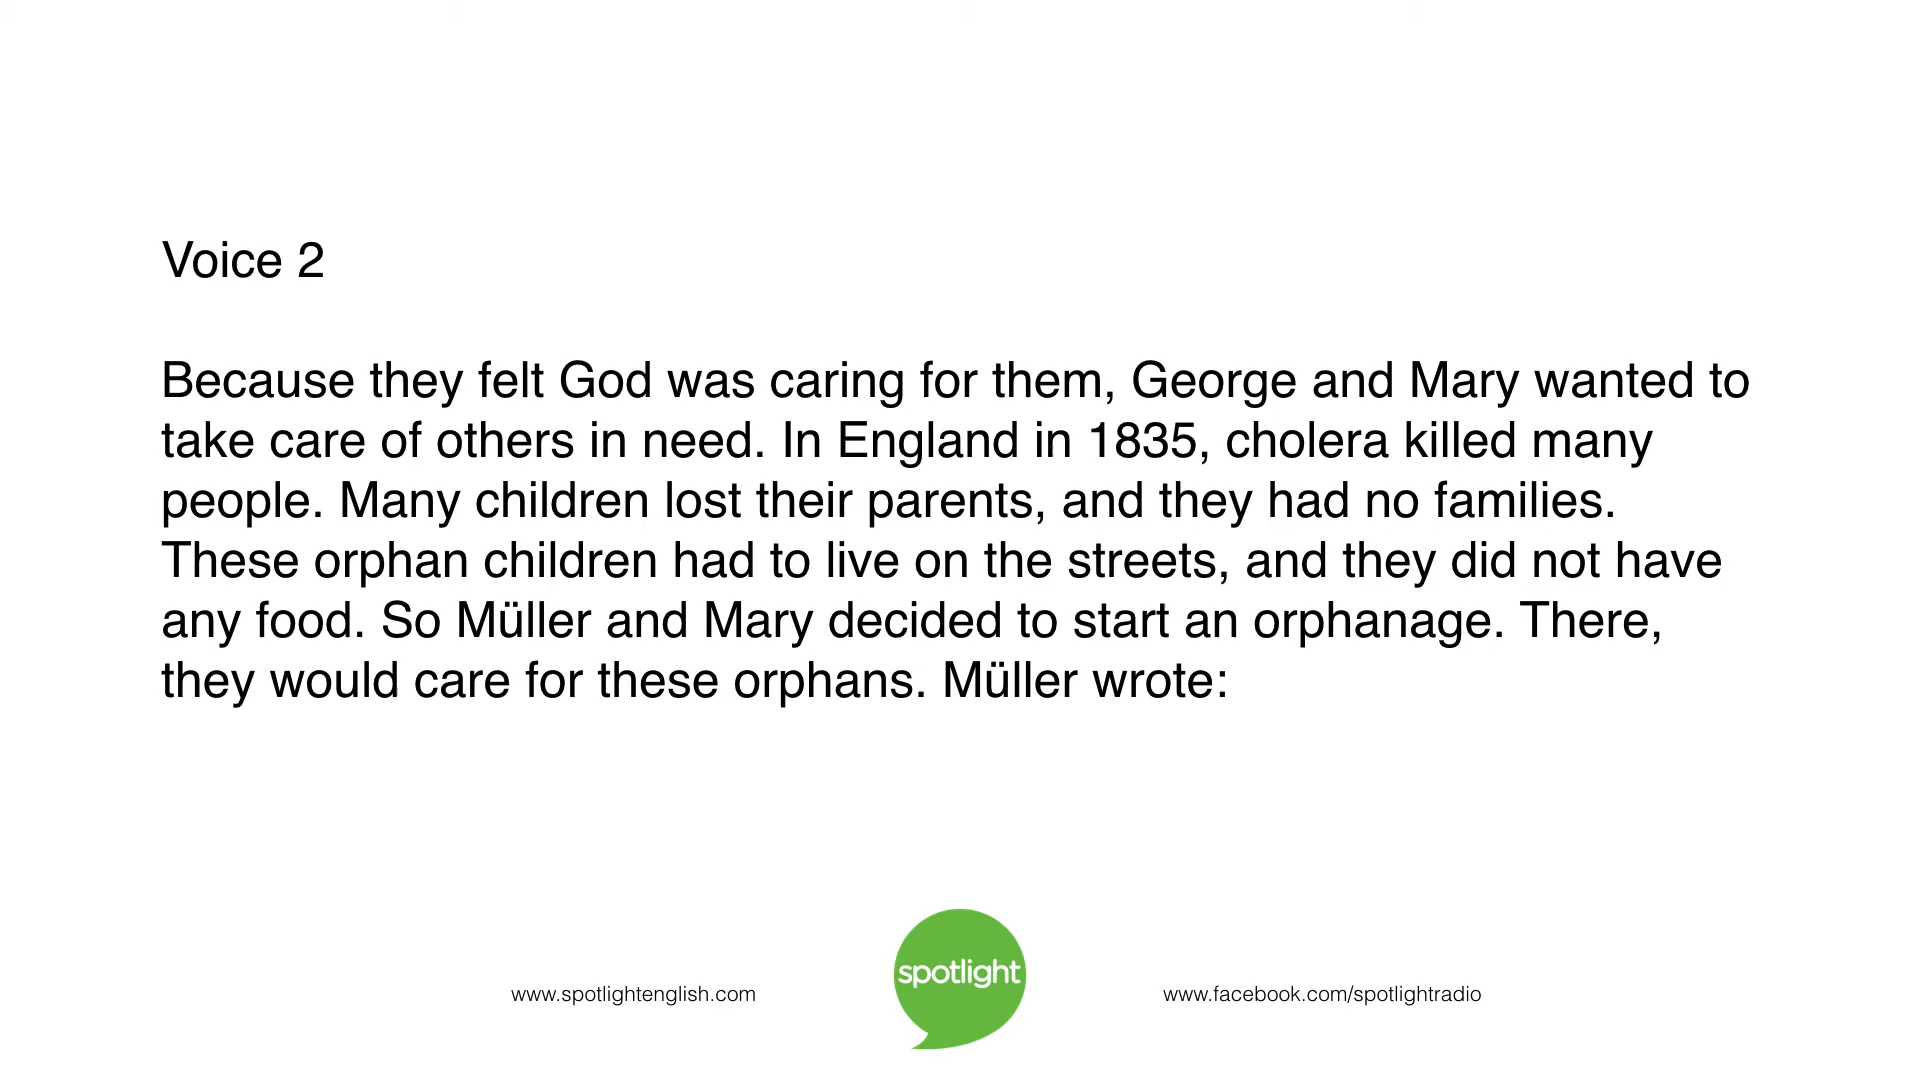 Voice 2
Because they felt God was caring for them, George and Mary wanted to
take care of others in need. In England in 1835, cholera killed many
people. Many children lost their parents, and they had no families.
These orphan children had to live on the streets, and they did not have
any food. So Müller and Mary decided to start an orphanage. There,
they would care for these orphans. Müller wrote:
spotlight
www.spotlightenglish.com
www.facebook.com/spotlightradio